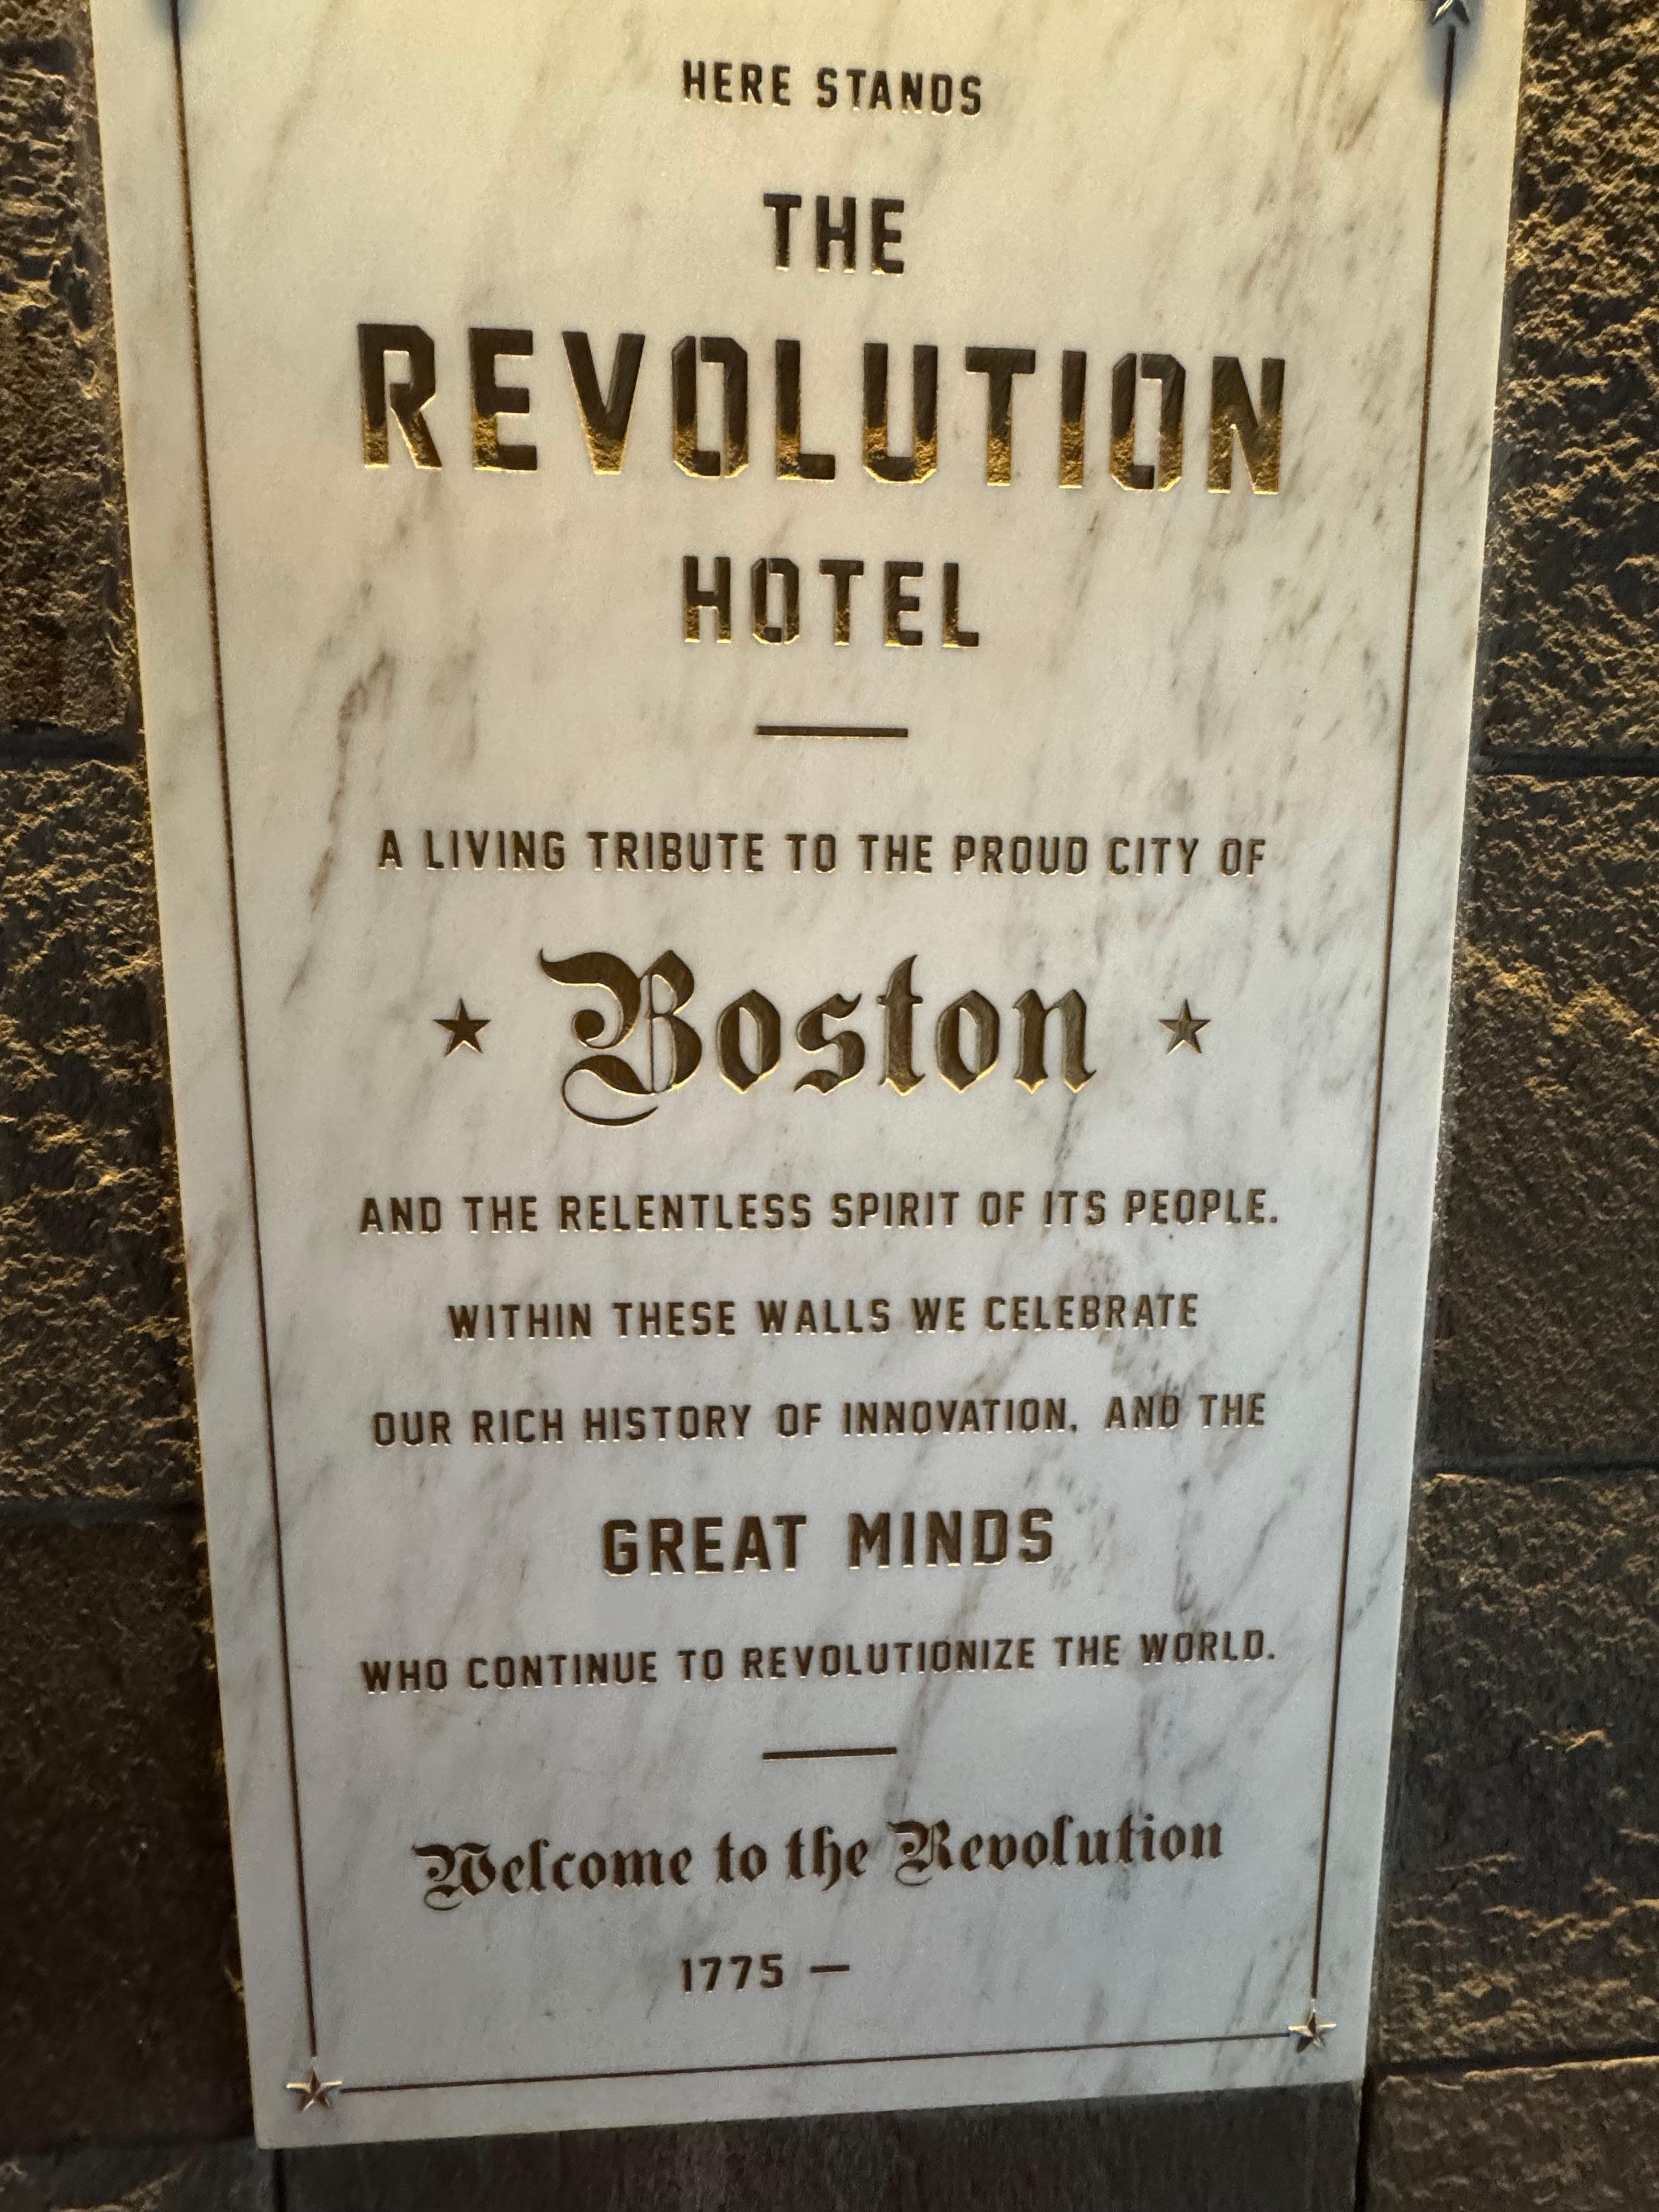 HERE STANDS
THE
REVOLUTION
HOTEL
A LIVING TRIBUTE TO THE PROUD CITY OF
★ Boston ★
AND THE RELENTLESS SPIRIT OF ITS PEOPLE.
WITHIN THESE WALLS WE CELEBRATE
OUR RICH HISTORY OF INNOVATION, AND THE
GREAT MINDS
WHO CONTINUE TO REVOLUTIONIZE THE WORLD.
Welcome to the Revolution
1775 —